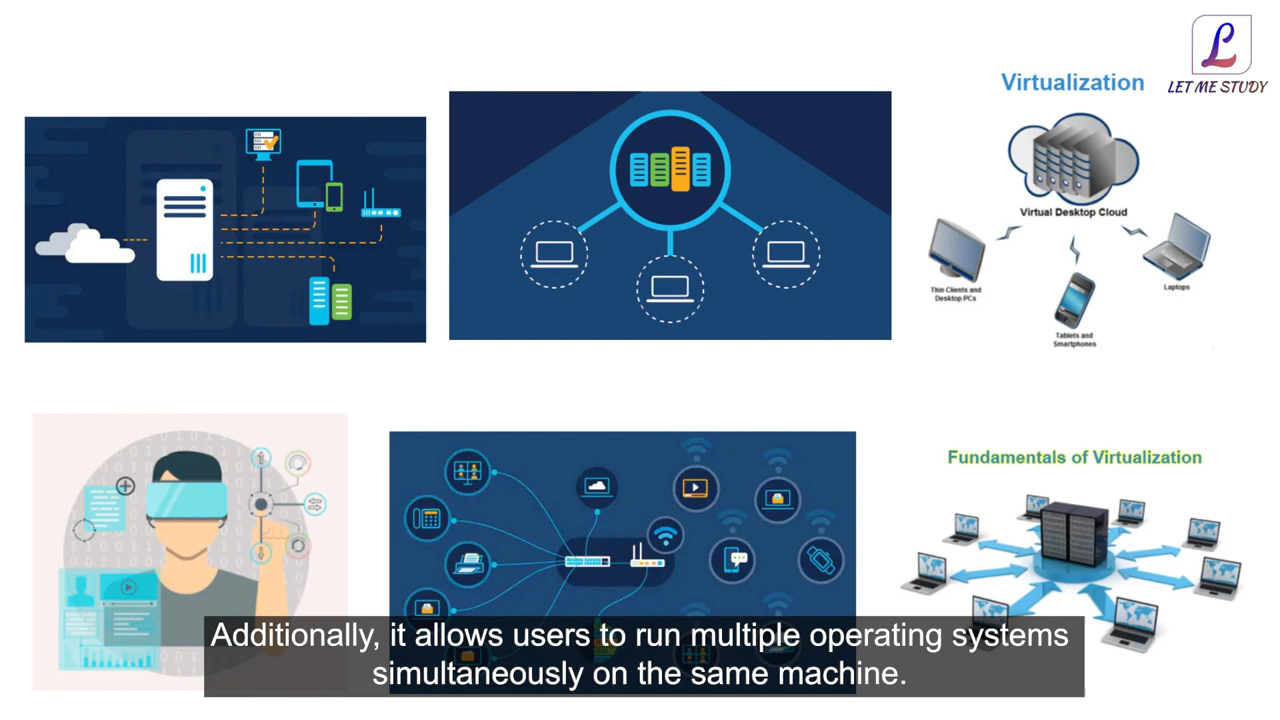 L
LET ME STUDY
Virtualization
Virtual Desktop Cloud
Thin Clients and
Desktop PCs
Laptops
Tablets and
Smartphones
Fundamentals of Virtualization
Additionally, it allows users to run multiple operating systems
simultaneously on the same machine.